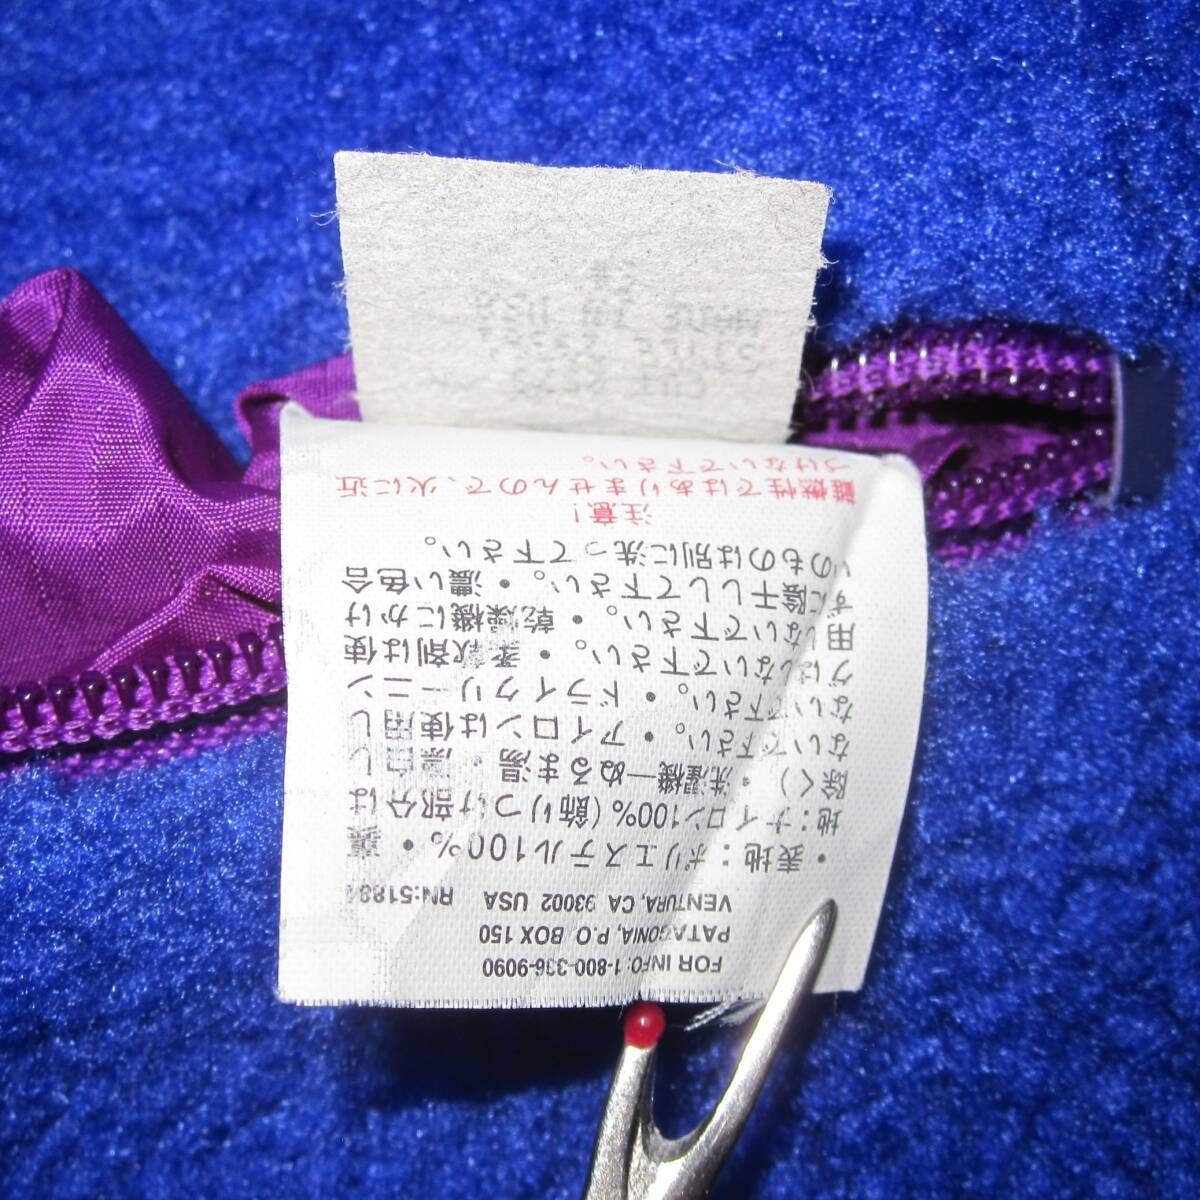 FOR INFO:1-800-336-9090
PATAGONIA, P.O. BOX 150
VENTURA, CA 93002 USA RN:51884
・表地:ポリエステル100%・裏
地:ナイロン100%(飾りつけ部分は
除く)・洗濯機―ぬるま湯・漂白し
ないで下さい。・アイロンは使用し
ないで下さい。・ドライクリーニン
グはしないで下さい。・柔軟剤は使
用しないで下さい。・乾燥機にかけ
ずに陰干しして下さい。・濃い色合
いのものは別に洗って下さい。
注意!
難燃性ではありませんので、火に近
づけないで下さい。
CUT
STYLE
MADE IN USA